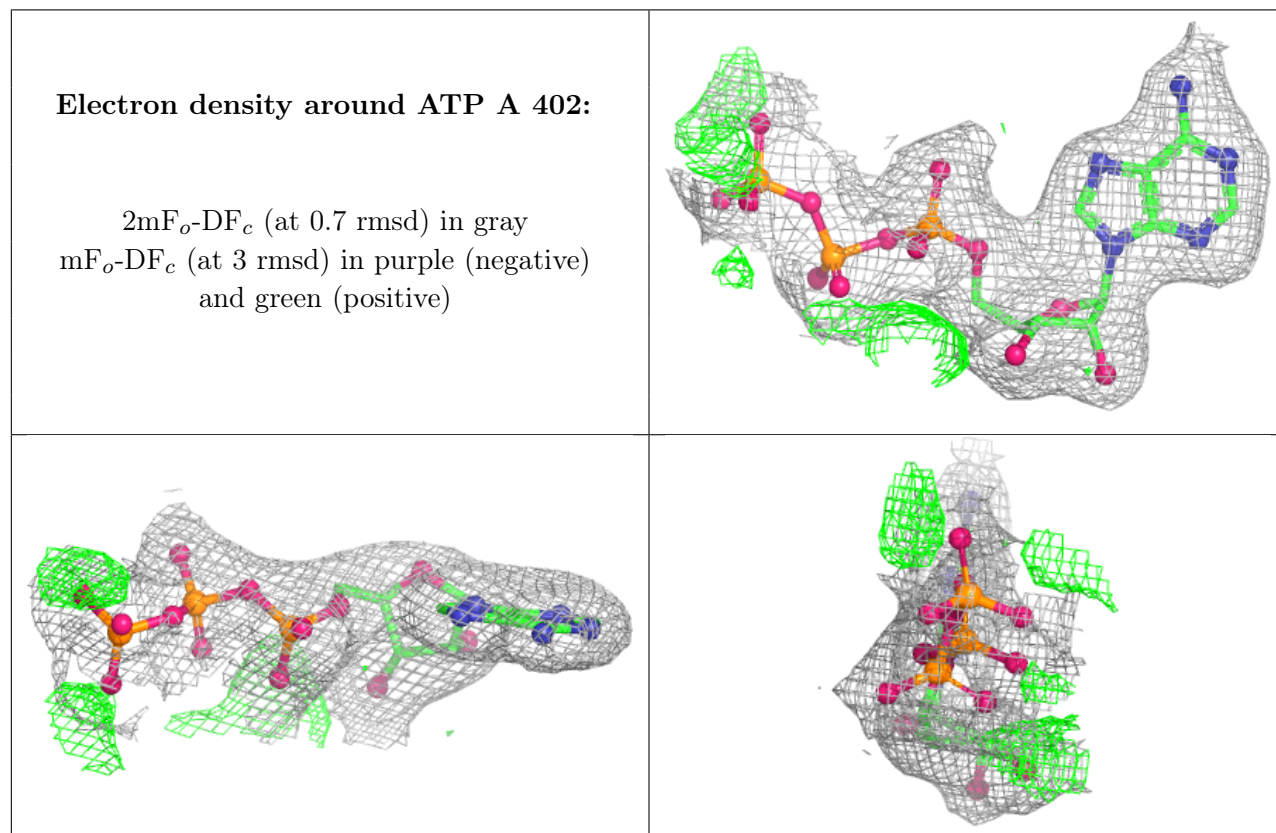 Electron density around ATP A 402:
2mFₒ-DF𝒸 (at 0.7 rmsd) in gray
mFₒ-DF𝒸 (at 3 rmsd) in purple (negative)
and green (positive)